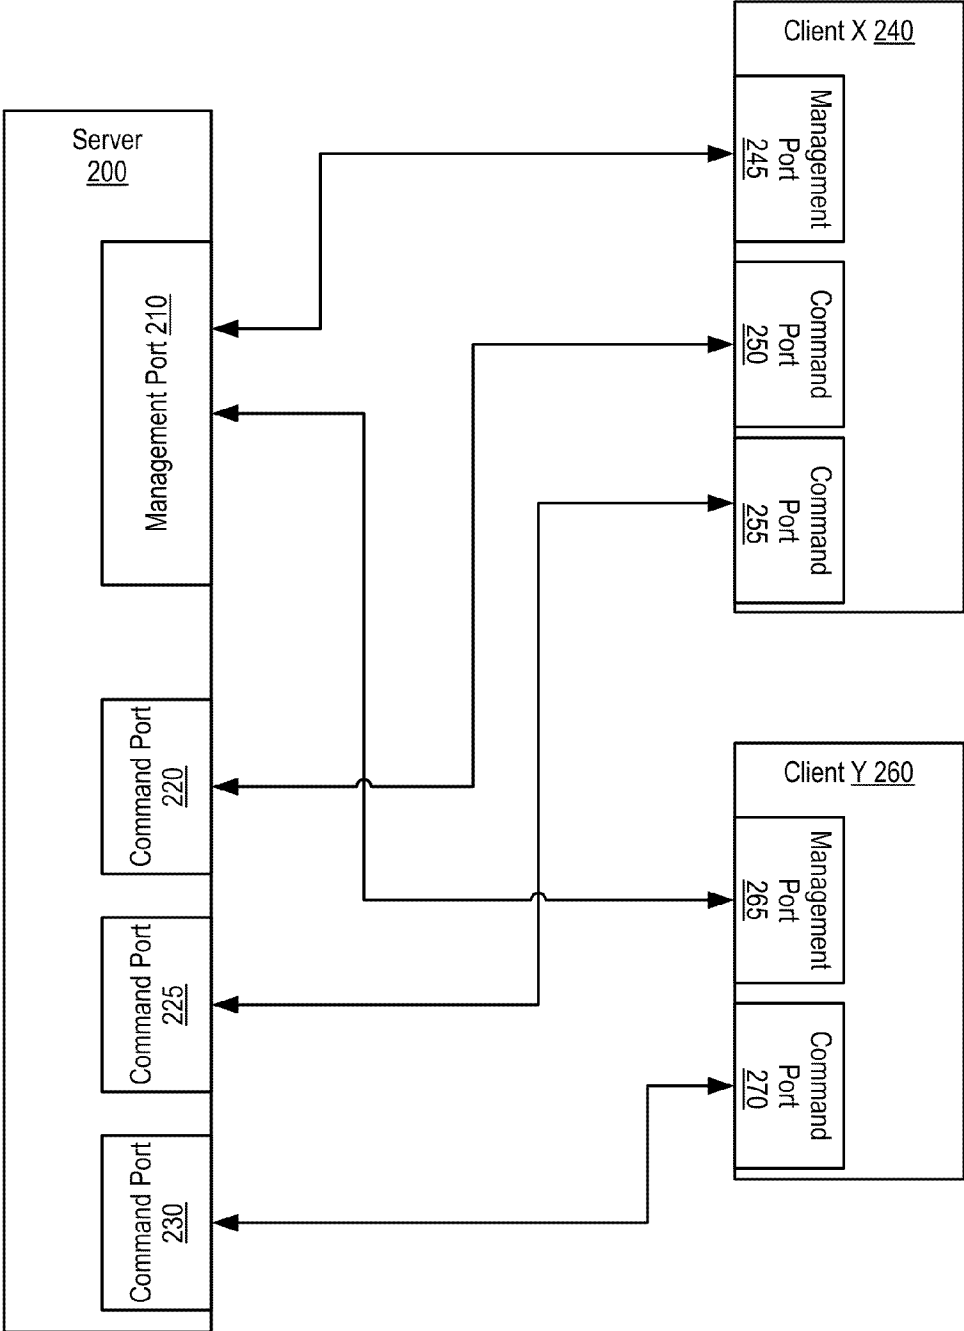 Client X 240
Management
Port
245
Command
Port
250
Command
Port
255
Server
200
Management Port 210
Command Port
220
Command Port
225
Command Port
230
Client Y 260
Management
Port
265
Command
Port
270